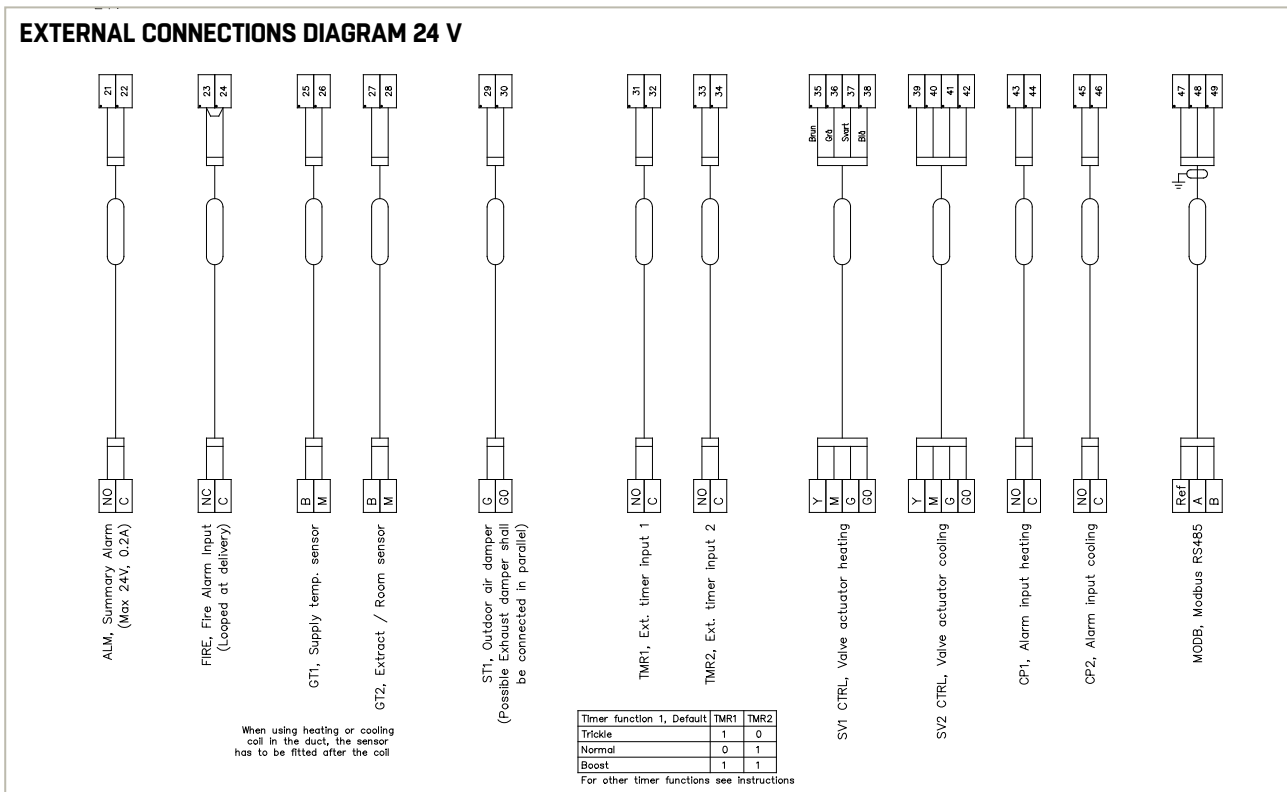 EXTERNAL CONNECTIONS DIAGRAM 24 V
21
22
23
24
25
26
27
28
29
30
31
32
33
34
35
36
37
38
39
40
41
42
43
44
45
46
47
48
49
Brun
Grå
Svart
Blå
NO
C
NC
C
B
M
B
M
G
G0
NO
C
NO
C
Y
M
G
G0
Y
M
G
G0
NO
C
NO
C
Ref
A
B
ALM, Summary Alarm
(Max 24V, 0.2A)
FIRE, Fire Alarm Input
(Looped at delivery)
GT1, Supply temp. sensor
GT2, Extract / Room sensor
ST1, Outdoor air damper
(Possible Exhaust damper shall
be connected in parallel)
TMR1, Ext. timer input 1
TMR2, Ext. timer input 2
SV1 CTRL, Valve actuator heating
SV2 CTRL, Valve actuator cooling
CP1, Alarm input heating
CP2, Alarm input cooling
MODB, Modbus RS485
When using heating or cooling
coil in the duct, the sensor
has to be fitted after the coil
Timer function 1, Default TMR1 TMR2
Trickle 1 0
Normal 0 1
Boost 1 1
For other timer functions see instructions